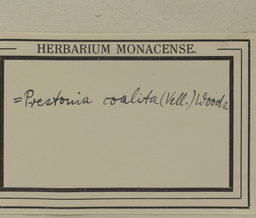 HERBARIUM MONACENSE.
=Prestonia coalita (Vell.) Woods.